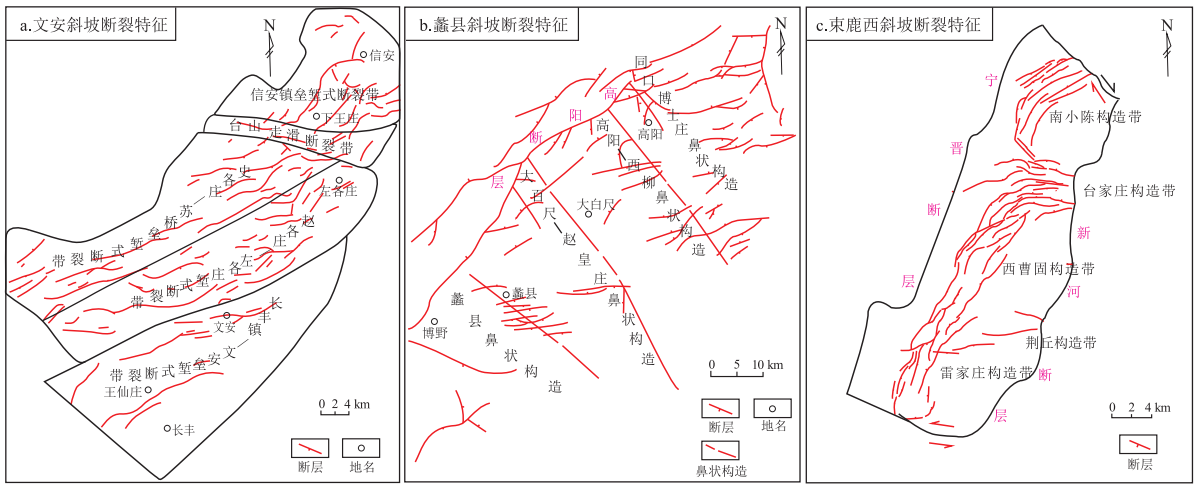 a.文安斜坡断裂特征
N
信安
信安镇垒堑式断裂带
下王庄
台山走滑断裂带
左各庄
史各庄—苏桥垒堑式断裂带
赵各庄
左各庄堑式断裂带
文安
长丰镇—文安垒堑式断裂带
王仙庄
长丰
0 2 4 km
断层
地名
b.蠡县斜坡断裂特征
N
同口
博士庄鼻状构造
高阳
高阳—西柳鼻状构造
高阳断层
大百尺—赵皇庄鼻状构造
大白尺
蠡县
蠡县鼻状构造
博野
0 5 10 km
断层
地名
鼻状构造
c.束鹿西斜坡断裂特征
N
宁晋断层
南小陈构造带
台家庄构造带
新河断层
西曹固构造带
荆丘构造带
雷家庄构造带
0 2 4 km
断层